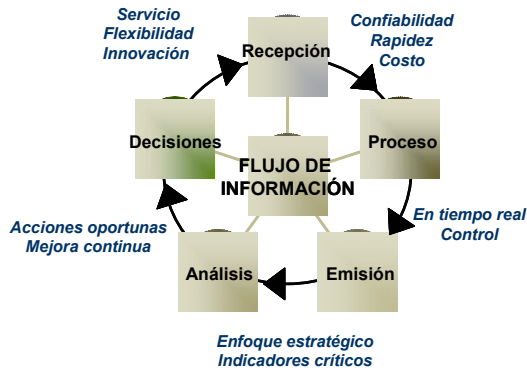 Servicio
Flexibilidad
Innovación
Confiabilidad
Rapidez
Costo
Recepción
Decisiones
Proceso
FLUJO DE
INFORMACIÓN
En tiempo real
Control
Acciones oportunas
Mejora continua
Análisis
Emisión
Enfoque estratégico
Indicadores críticos